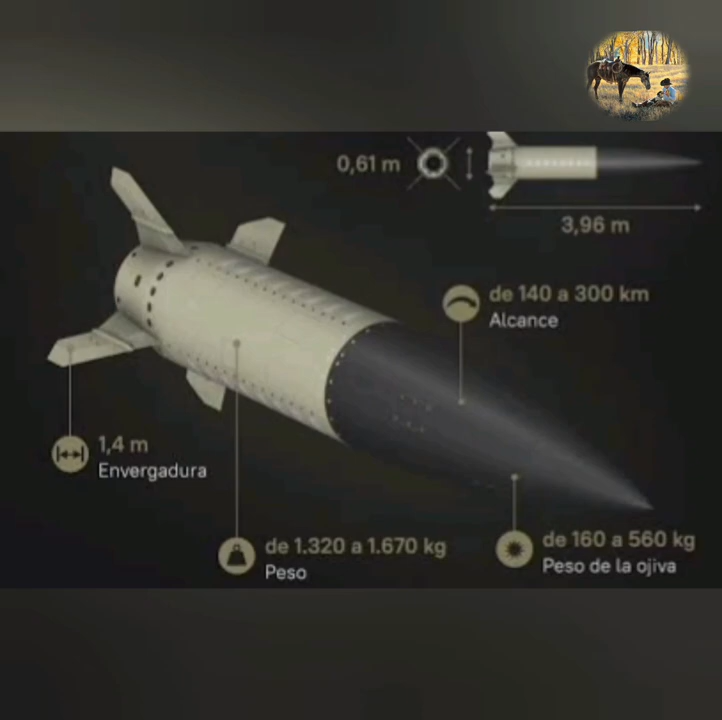 0,61 m
3,96 m
de 140 a 300 km
Alcance
1,4 m
Envergadura
de 1.320 a 1.670 kg
Peso
de 160 a 560 kg
Peso de la ojiva